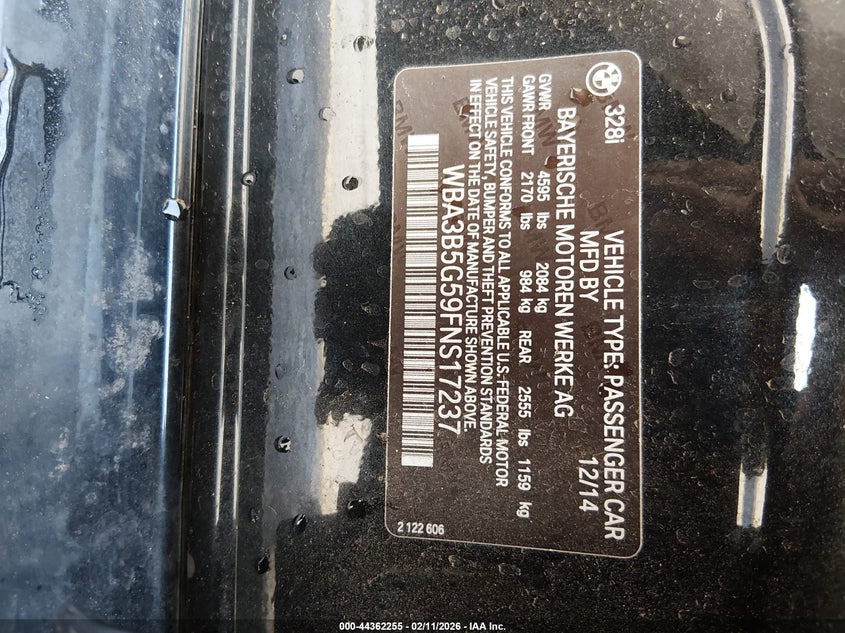 328i
VEHICLE TYPE: PASSENGER CAR
MFD BY 12/14
BAYERISCHE MOTOREN WERKE AG
GVWR 4595 lbs 2084 kg
GAWR FRONT 2170 lbs 984 kg REAR 2555 lbs 1159 kg
THIS VEHICLE CONFORMS TO ALL APPLICABLE U.S. FEDERAL MOTOR
VEHICLE SAFETY, BUMPER AND THEFT PREVENTION STANDARDS
IN EFFECT ON THE DATE OF MANUFACTURE SHOWN ABOVE.
WBA3B5G59FNS17237
2 122 606
000-44362255 - 02/11/2026 - IAA Inc.